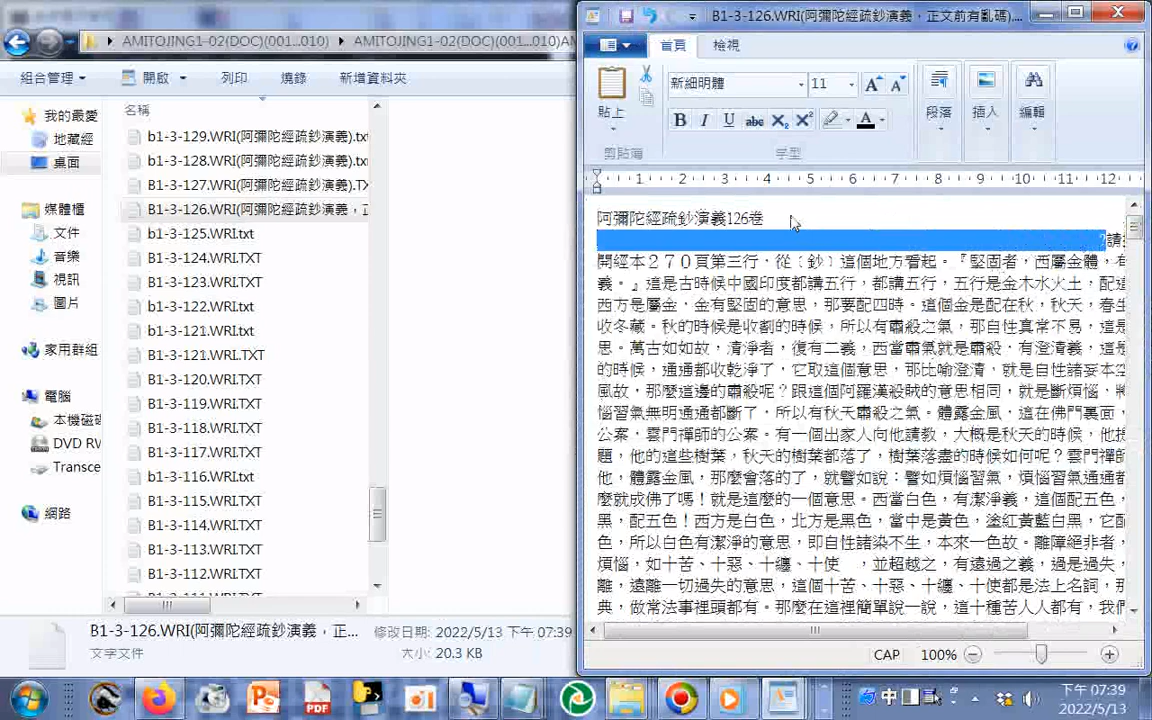 B1-3-126.WRI(阿彌陀經疏鈔演義，正文前有亂碼)....
AMITOJING1-02(DOC)(001...010) AMITOJING1-02(DOC)(001...010)AM
首頁
檢視
組合管理
開啟
列印
燒錄
新增資料夾
新細明體
11
貼上
段落
插入
編輯
剪貼簿
字型
名稱
我的最愛
地藏經
桌面
媒體櫃
文件
音樂
視訊
圖片
家用群組
電腦
本機磁碟
DVD RW
Transce
網路
b1-3-129.WRI(阿彌陀經疏鈔演義).txt
b1-3-128.WRI(阿彌陀經疏鈔演義).tx
B1-3-127.WRI(阿彌陀經疏鈔演義).TX
B1-3-126.WRI(阿彌陀經疏鈔演義，正
b1-3-125.WRI.txt
B1-3-124.WRI.TXT
B1-3-123.WRI.TXT
b1-3-122.WRI.txt
b1-3-121.WRI.txt
B1-3-121.WRI.TXT
B1-3-120.WRI.TXT
B1-3-119.WRI.TXT
B1-3-118.WRI.TXT
B1-3-117.WRI.TXT
b1-3-116.WRI.txt
B1-3-115.WRI.TXT
B1-3-114.WRI.TXT
B1-3-113.WRI.TXT
B1-3-112.WRI.TXT
1 2 3 4 5 6 7 8 9 10 11 12
阿彌陀經疏鈔演義126卷
?請
開經本２７０頁第三行，從〔鈔〕這個地方看起。『堅固者，西屬金體，有
義。』這是古時候中國印度都講五行，都講五行，五行是金木水火土，配這
西方是屬金，金有堅固的意思，那要配四時。這個金是配在秋，秋天，春生
收冬藏。秋的時候是收割的時候，所以有肅殺之氣，那自性真常不易，這是
思。萬古如如故，清淨者，復有二義，西當肅氣就是肅殺，有澄清義，這是
的時候，通通都收乾淨了，它取這個意思，那比喻澄清，就是自性諸妄本空
風故，那麼這邊的肅殺呢？跟這個阿羅漢殺賊的意思相同，就是斷煩惱，將
惱習氣無明通通都斷了，所以有秋天肅殺之氣。體露金風，這在佛門裏面，
公案，雲門禪師的公案。有一個出家人向他請教，大概是秋天的時候，他提
題，他的這些樹葉，秋天的樹葉都落了，樹葉落盡的時候如何呢？雲門禪師
他，體露金風，那麼會落的了，就譬如說：譬如煩惱習氣，煩惱習氣通通都
麼就成佛了嗎！就是這麼的一個意思。西當白色，有潔淨義，這個配五色，
黑，配五色！西方是白色，北方是黑色，當中是黃色，塗紅黃藍白黑，它配
色，所以白色有潔淨的意思，即自性諸染不生，本來一色故。離障絕非者，
煩惱，如十苦、十惡、十纏、十使 ，並超越之，有遠過之義，過是過失，
離，遠離一切過失的意思，這個十苦、十惡、十纏、十使都是法上名詞，那
典，做常法事裡頭都有。那麼在這裡簡單說一說，這十種苦人人都有，我們
B1-3-126.WRI(阿彌陀經疏鈔演義，正...
修改日期: 2022/5/13 下午 07:39
文字文件
大小: 20.3 KB
CAP 100%
中
下午 07:39
2022/5/13